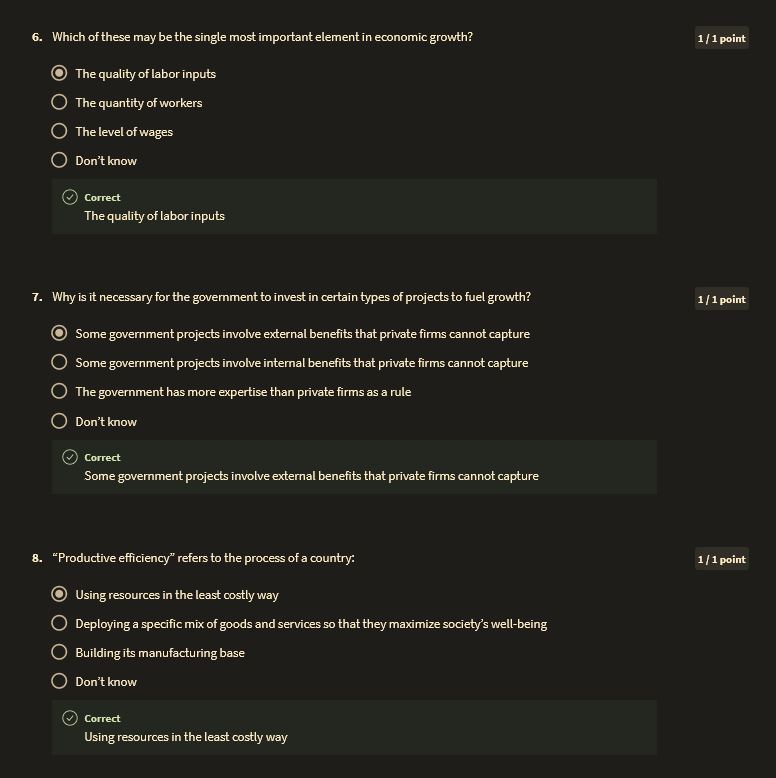 6. Which of these may be the single most important element in economic growth?
1 / 1 point
The quality of labor inputs
The quantity of workers
The level of wages
Don’t know
Correct
The quality of labor inputs
7. Why is it necessary for the government to invest in certain types of projects to fuel growth?
1 / 1 point
Some government projects involve external benefits that private firms cannot capture
Some government projects involve internal benefits that private firms cannot capture
The government has more expertise than private firms as a rule
Don’t know
Correct
Some government projects involve external benefits that private firms cannot capture
8. “Productive efficiency” refers to the process of a country:
1 / 1 point
Using resources in the least costly way
Deploying a specific mix of goods and services so that they maximize society’s well-being
Building its manufacturing base
Don’t know
Correct
Using resources in the least costly way